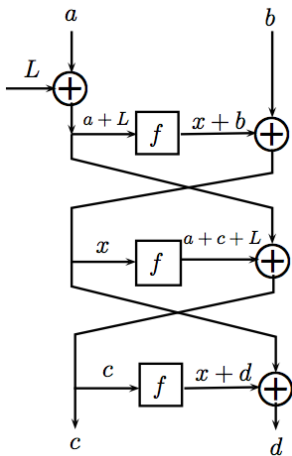 a b
L
a + L f x + b
x f a + c + L
c f x + d
c d